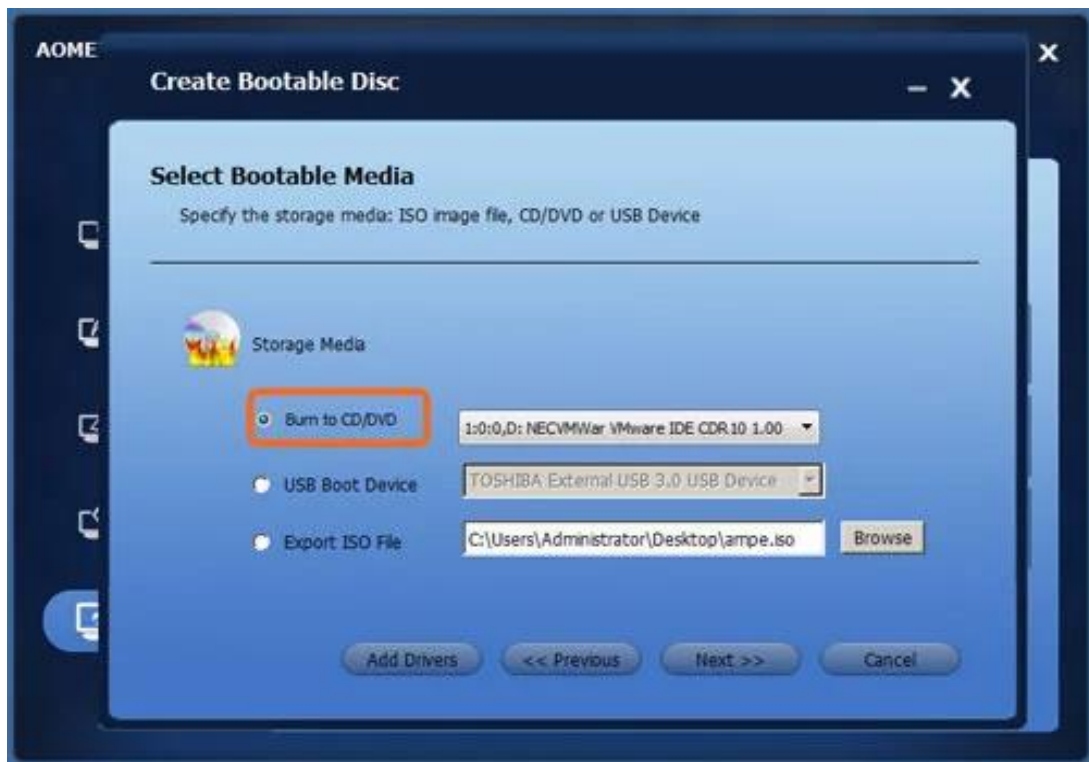 AOME
Create Bootable Disc
Select Bootable Media
Specify the storage media: ISO image file, CD/DVD or USB Device
Storage Media
Burn to CD/DVD
1:0:0,D: NECVMWar VMware IDE CDR10 1.00
USB Boot Device
TOSHIBA External USB 3.0 USB Device
Export ISO File
C:\Users\Administrator\Desktop\ampe.iso
Browse
Add Drivers
<< Previous
Next >>
Cancel